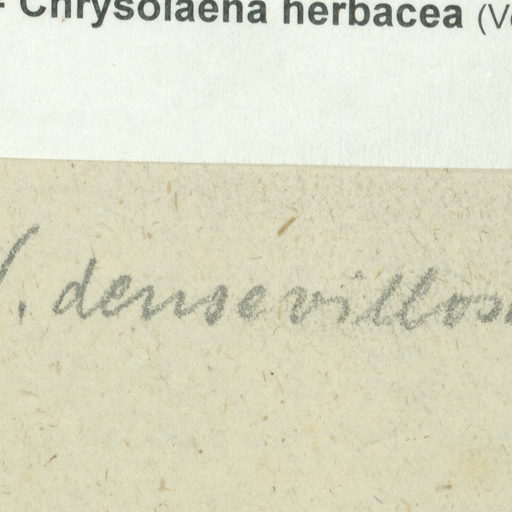 - Chrysolaena herbacea (V
. densevillos